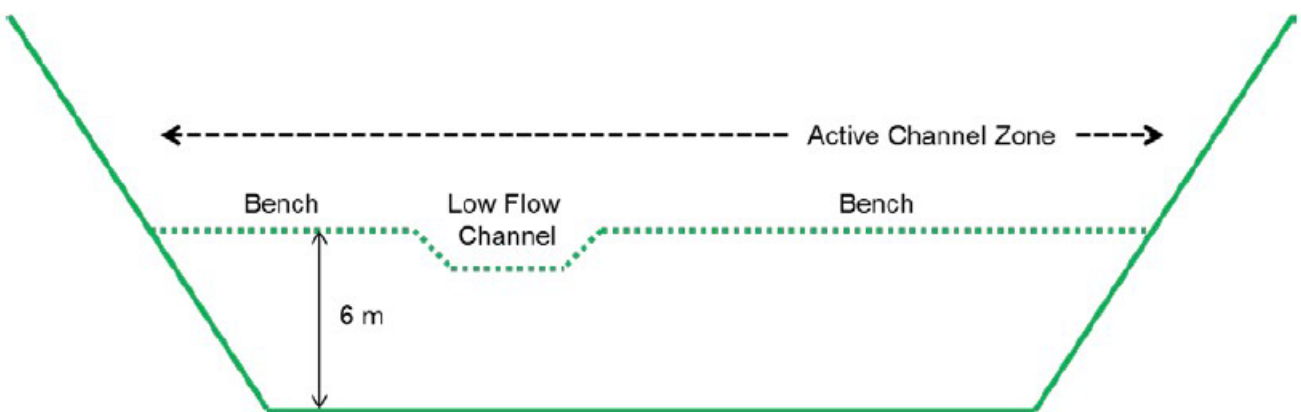 Active Channel Zone
Bench
Low Flow
Channel
Bench
6 m